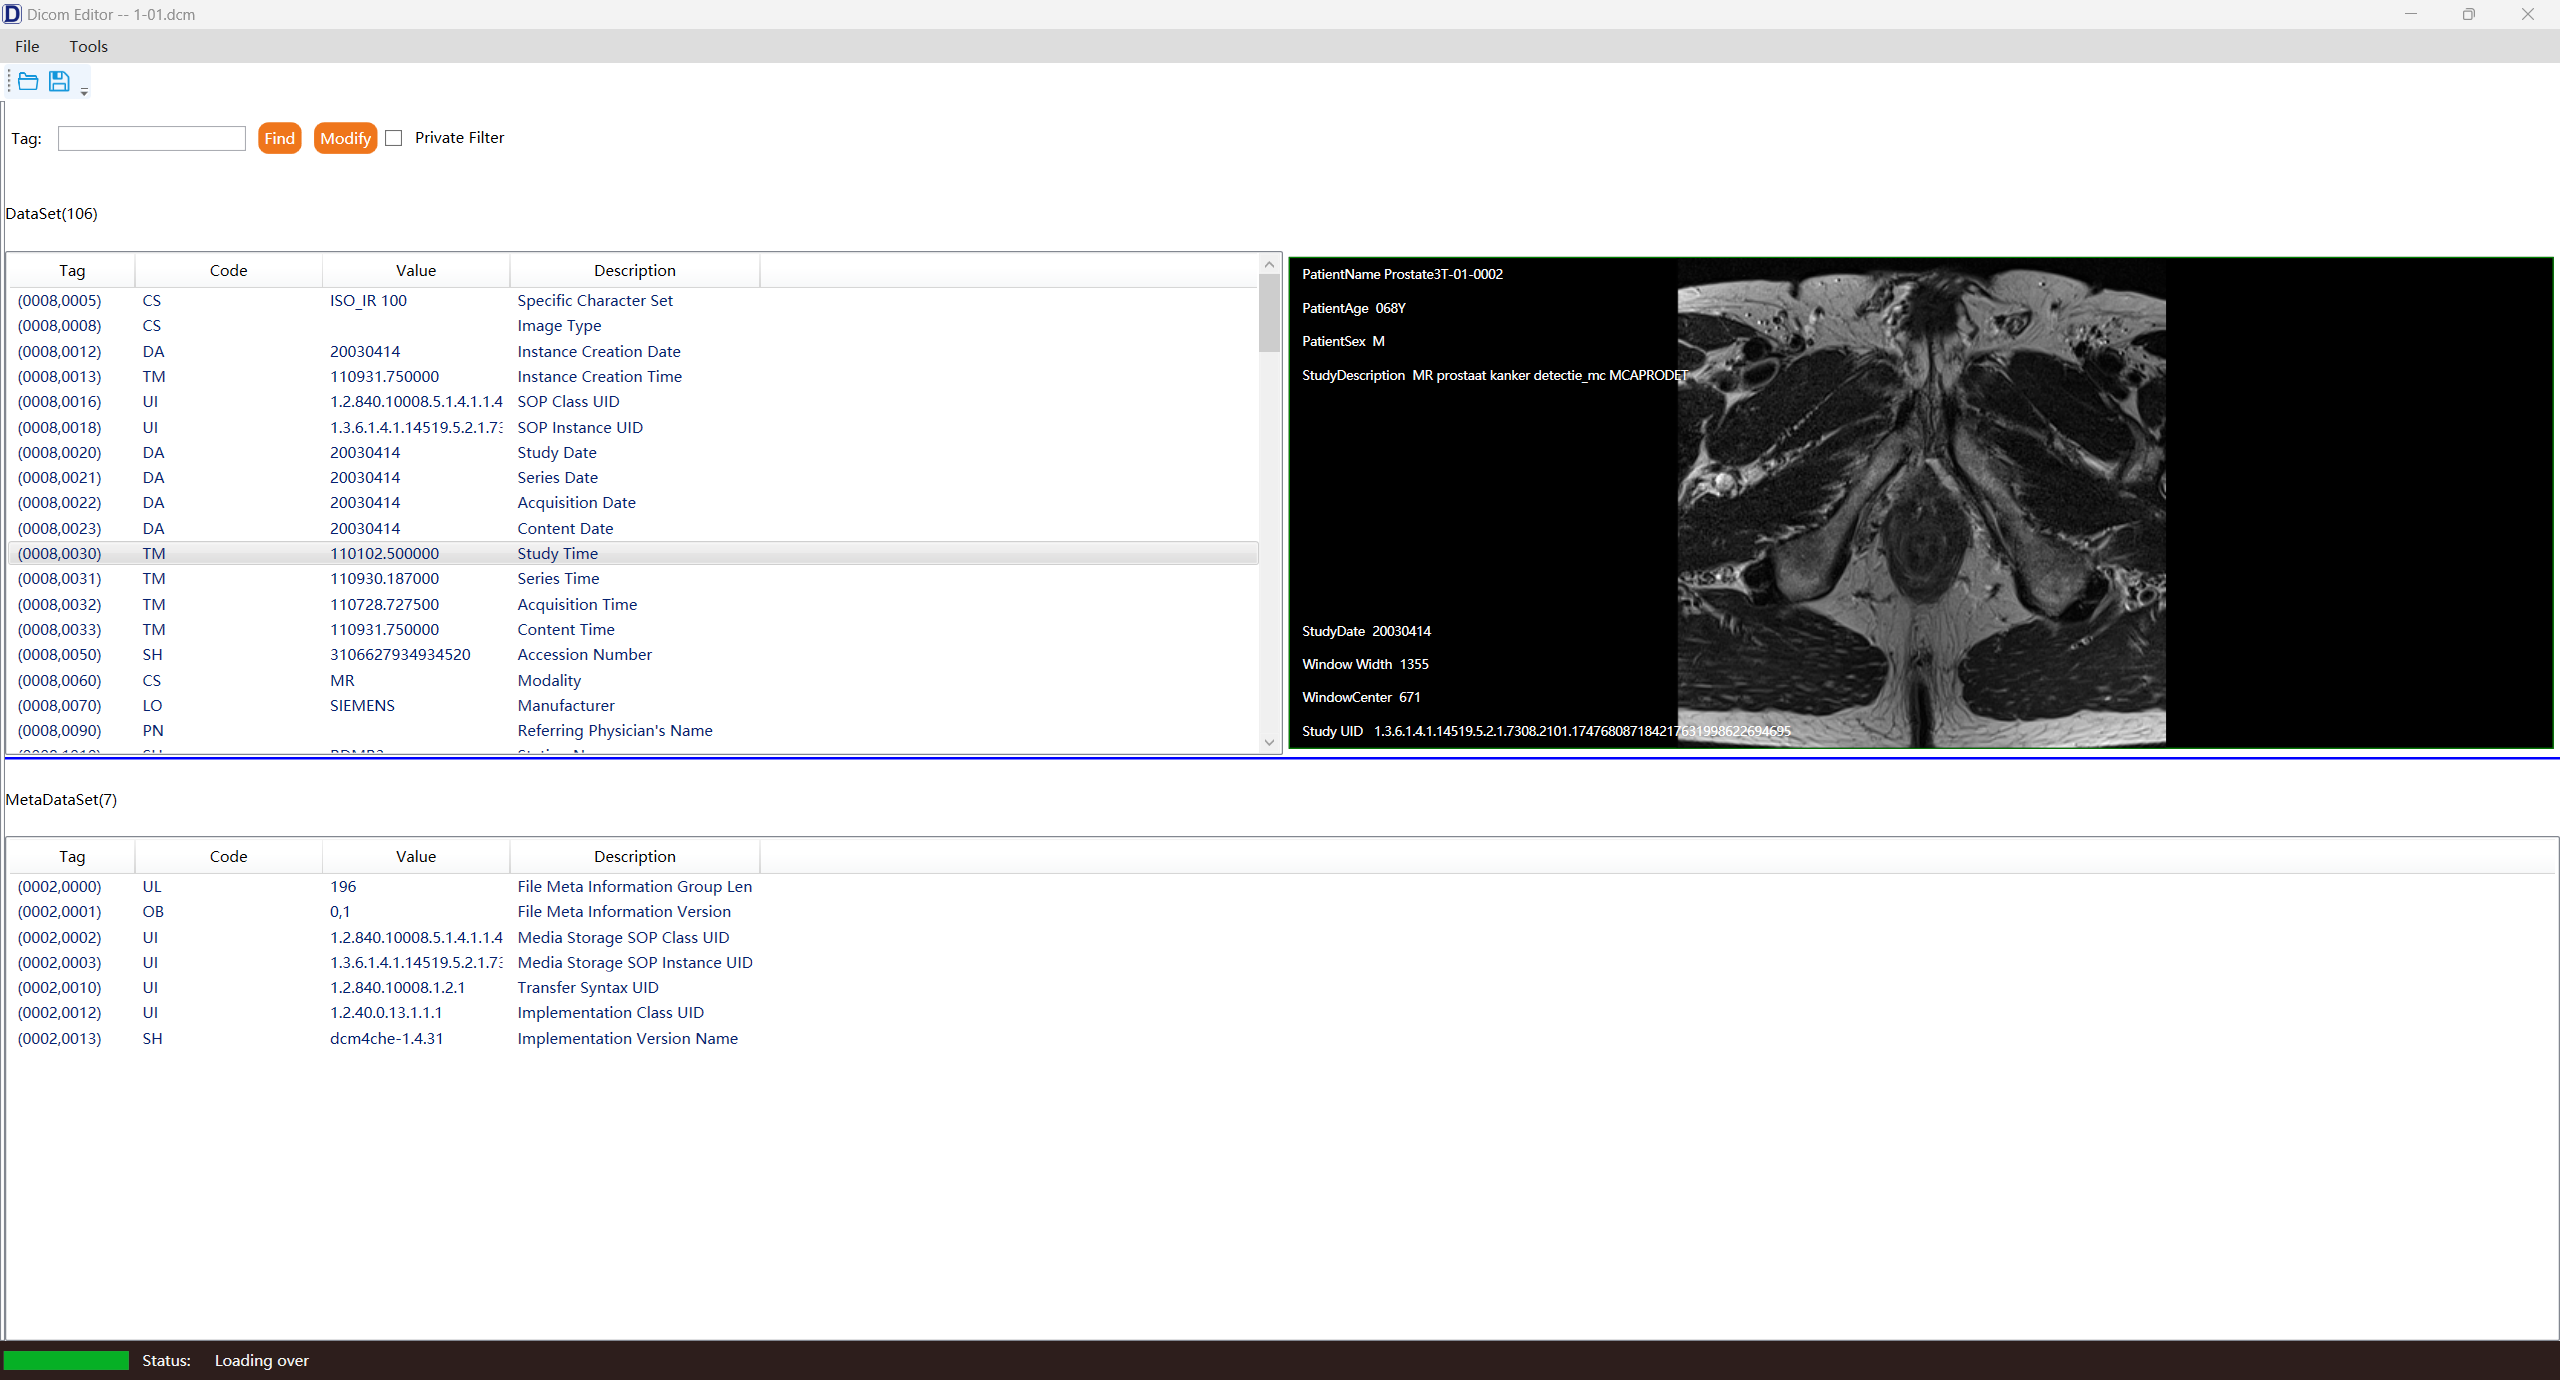 Dicom Editor -- 1-01.dcm
File Tools
Tag: Find Modify Private Filter
DataSet(106)
Tag Code Value Description
(0008,0005) CS ISO_IR 100 Specific Character Set
(0008,0008) CS Image Type
(0008,0012) DA 20030414 Instance Creation Date
(0008,0013) TM 110931.750000 Instance Creation Time
(0008,0016) UI 1.2.840.10008.5.1.4.1.1.4 SOP Class UID
(0008,0018) UI 1.3.6.1.4.1.14519.5.2.1.73 SOP Instance UID
(0008,0020) DA 20030414 Study Date
(0008,0021) DA 20030414 Series Date
(0008,0022) DA 20030414 Acquisition Date
(0008,0023) DA 20030414 Content Date
(0008,0030) TM 110102.500000 Study Time
(0008,0031) TM 110930.187000 Series Time
(0008,0032) TM 110728.727500 Acquisition Time
(0008,0033) TM 110931.750000 Content Time
(0008,0050) SH 3106627934934520 Accession Number
(0008,0060) CS MR Modality
(0008,0070) LO SIEMENS Manufacturer
(0008,0090) PN Referring Physician's Name
PatientName Prostate3T-01-0002
PatientAge 068Y
PatientSex M
StudyDescription MR prostaat kanker detectie_mc MCAPRODET
StudyDate 20030414
Window Width 1355
WindowCenter 671
Study UID 1.3.6.1.4.1.14519.5.2.1.7308.2101.174768087184217631998622694695
MetaDataSet(7)
Tag Code Value Description
(0002,0000) UL 196 File Meta Information Group Len
(0002,0001) OB 0,1 File Meta Information Version
(0002,0002) UI 1.2.840.10008.5.1.4.1.1.4 Media Storage SOP Class UID
(0002,0003) UI 1.3.6.1.4.1.14519.5.2.1.73 Media Storage SOP Instance UID
(0002,0010) UI 1.2.840.10008.1.2.1 Transfer Syntax UID
(0002,0012) UI 1.2.40.0.13.1.1.1 Implementation Class UID
(0002,0013) SH dcm4che-1.4.31 Implementation Version Name
Status: Loading over